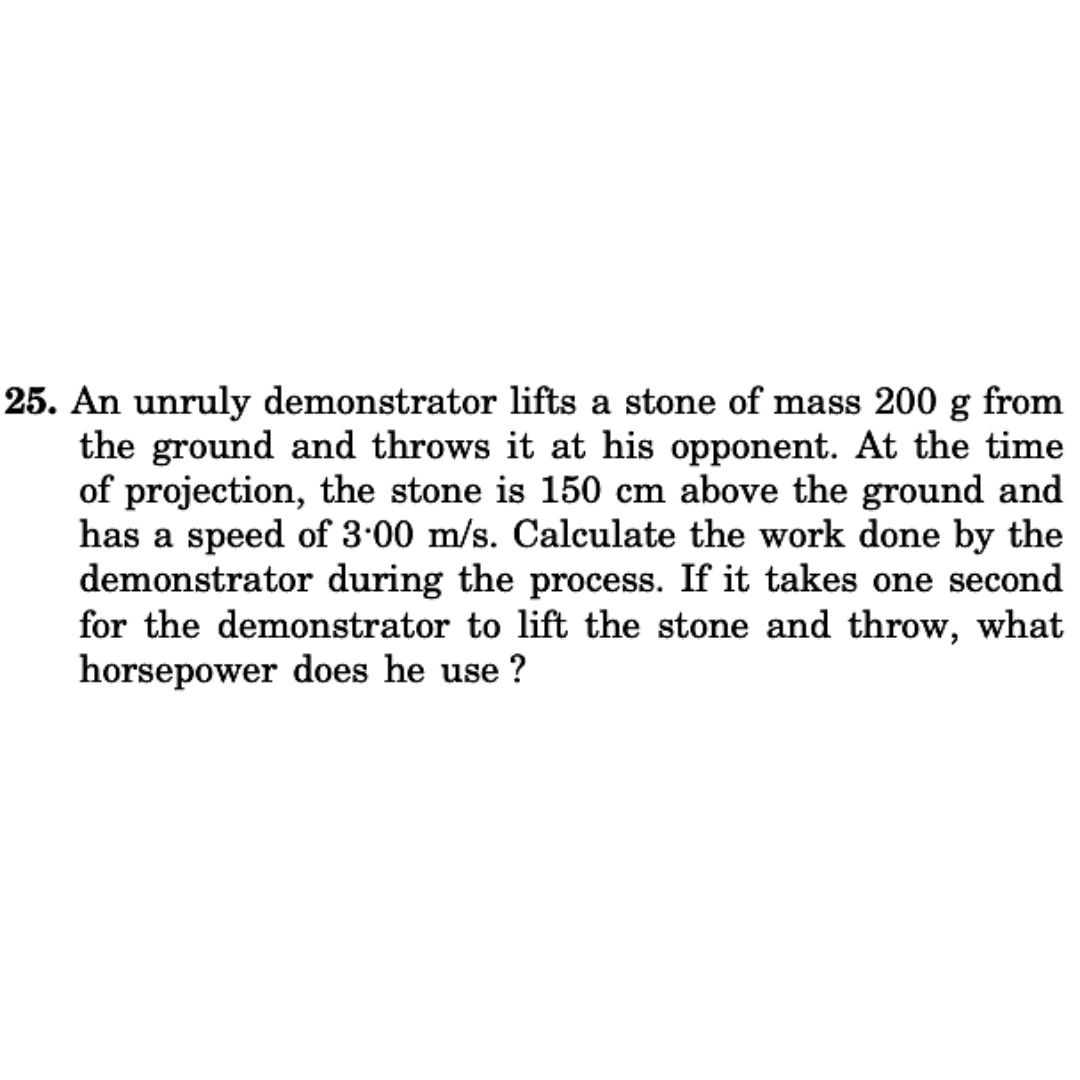 25. An unruly demonstrator lifts a stone of mass 200 g from
the ground and throws it at his opponent. At the time
of projection, the stone is 150 cm above the ground and
has a speed of 3·00 m/s. Calculate the work done by the
demonstrator during the process. If it takes one second
for the demonstrator to lift the stone and throw, what
horsepower does he use ?